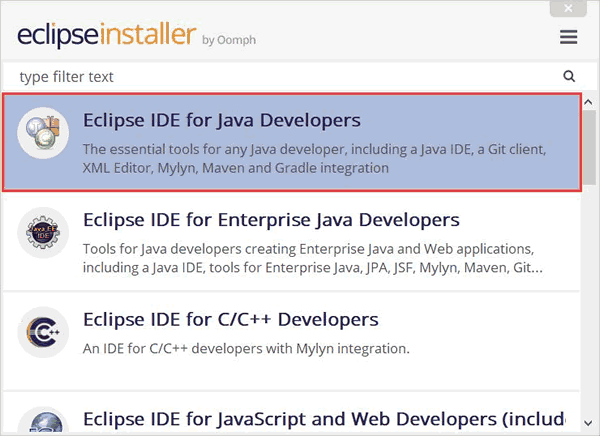 eclipseinstaller by Oomph
type filter text
Eclipse IDE for Java Developers
The essential tools for any Java developer, including a Java IDE, a Git client,
XML Editor, Mylyn, Maven and Gradle integration
Eclipse IDE for Enterprise Java Developers
Java EE
IDE
Tools for Java developers creating Enterprise Java and Web applications,
including a Java IDE, tools for Enterprise Java, JPA, JSF, Mylyn, Maven, Git...
Eclipse IDE for C/C++ Developers
C++
An IDE for C/C++ developers with Mylyn integration.
Eclipse IDE for JavaScript and Web Developers (include